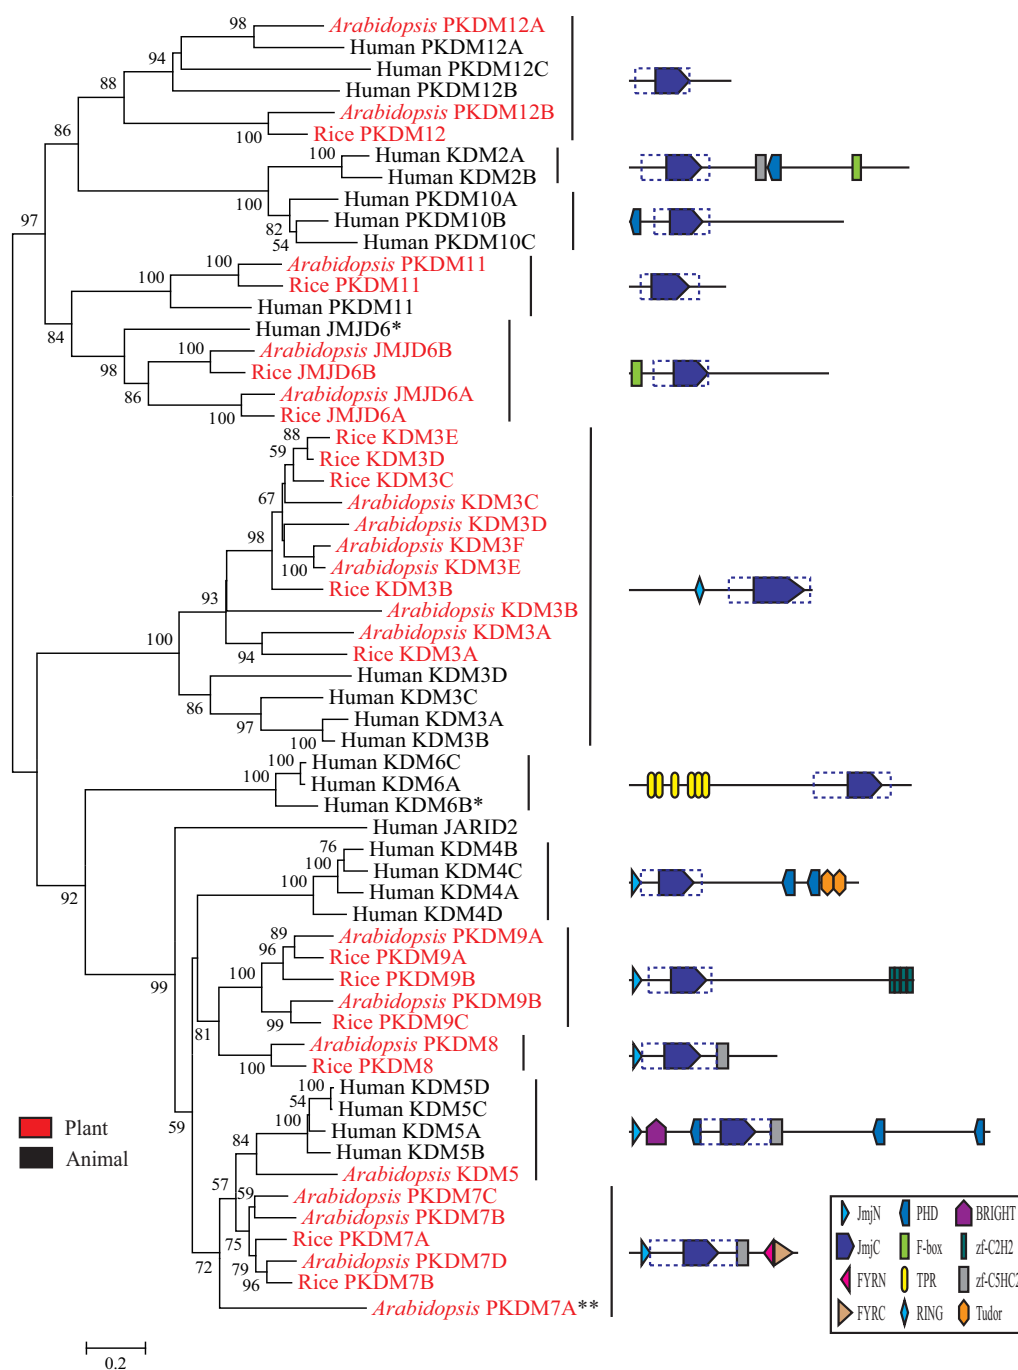 98
Arabidopsis PKDM12A
Human PKDM12A
94
Human PKDM12C
88
Human PKDM12B
86
Arabidopsis PKDM12B
100
Rice PKDM12
100
Human KDM2A
Human KDM2B
100
Human PKDM10A
97
82
Human PKDM10B
54
Human PKDM10C
100
Arabidopsis PKDM11
100
Rice PKDM11
Human PKDM11
84
Human JMJD6*
100
Arabidopsis JMJD6B
98
Rice JMJD6B
86
Arabidopsis JMJD6A
100
Rice JMJD6A
88
Rice KDM3E
59
Rice KDM3D
Rice KDM3C
67
Arabidopsis KDM3C
98
Arabidopsis KDM3D
Arabidopsis KDM3F
100
Arabidopsis KDM3E
93
Rice KDM3B
Arabidopsis KDM3B
100
Arabidopsis KDM3A
94
Rice KDM3A
Human KDM3D
86
Human KDM3C
97
Human KDM3A
100
Human KDM3B
Human KDM6C
100
Human KDM6A
Human KDM6B*
Human JARID2
76
Human KDM4B
100
Human KDM4C
100
Human KDM4A
92
Human KDM4D
89
Arabidopsis PKDM9A
96
Rice PKDM9A
100
Rice PKDM9B
99
Arabidopsis PKDM9B
99
Rice PKDM9C
81
Arabidopsis PKDM8
100
Rice PKDM8
100
Human KDM5D
54
Human KDM5C
100
Human KDM5A
59
84
Human KDM5B
Arabidopsis KDM5
57
59
Arabidopsis PKDM7C
Arabidopsis PKDM7B
75
Rice PKDM7A
72
79
Arabidopsis PKDM7D
96
Rice PKDM7B
Arabidopsis PKDM7A**
Plant
Animal
0.2
JmjN PHD BRIGHT
JmjC F-box zf-C2H2
FYRN TPR zf-C5HC2
FYRC RING Tudor